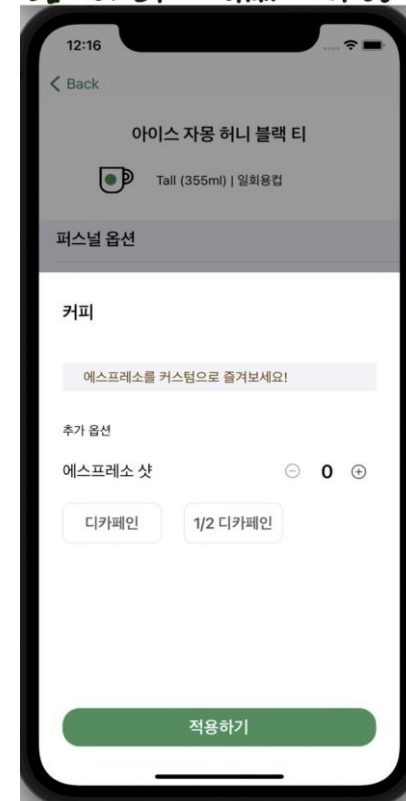 12:16
Back
아이스 자몽 허니 블랙 티
Tall (355ml) | 일회용컵
퍼스널 옵션
커피
에스프레소를 커스텀으로 즐겨보세요!
추가 옵션
에스프레소 샷 0
디카페인 1/2 디카페인
적용하기